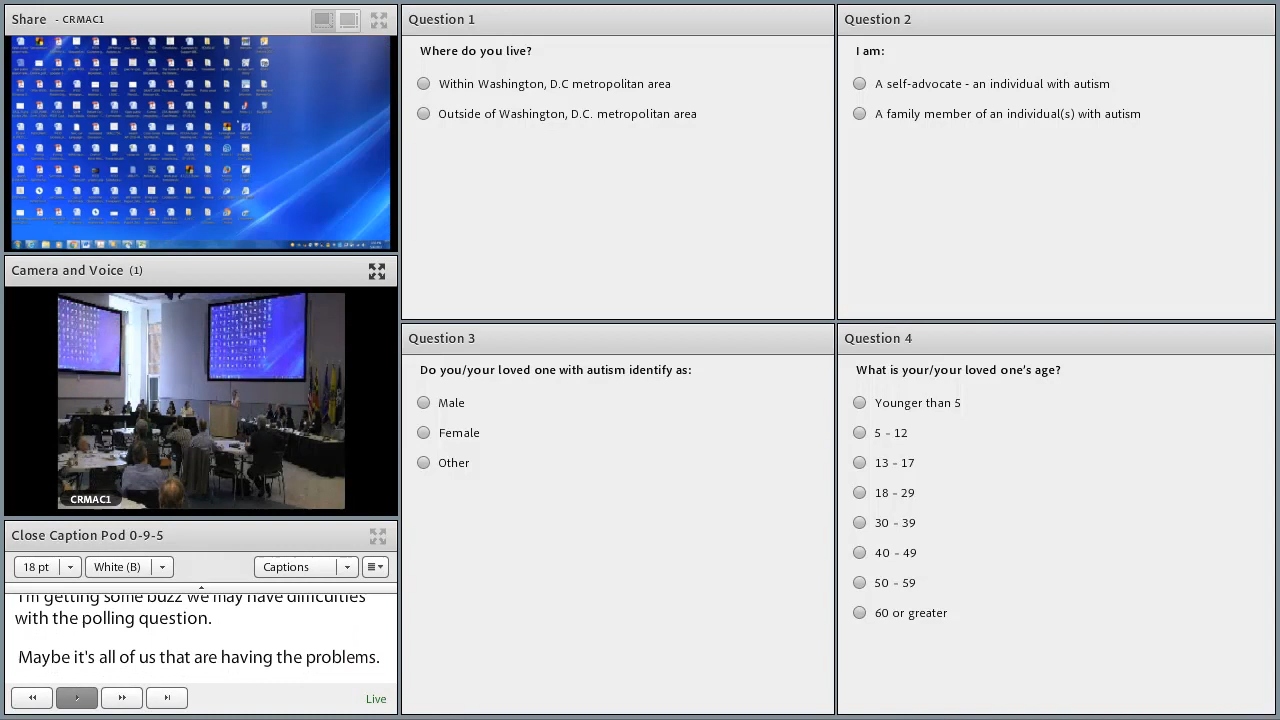 Share - CRMAC1
Camera and Voice (1)
CRMAC1
Close Caption Pod 0-9-5
18 pt
White (B)
Captions
I'm getting some buzz we may have difficulties
with the polling question.
Maybe it's all of us that are having the problems.
Live
Question 1
Where do you live?
Within Washington, D.C.metropolitan area
Outside of Washington, D.C. metropolitan area
Question 2
I am:
A self-advocate - an individual with autism
A family member of an individual(s) with autism
Question 3
Do you/your loved one with autism identify as:
Male
Female
Other
Question 4
What is your/your loved one's age?
Younger than 5
5 - 12
13 - 17
18 - 29
30 - 39
40 - 49
50 - 59
60 or greater